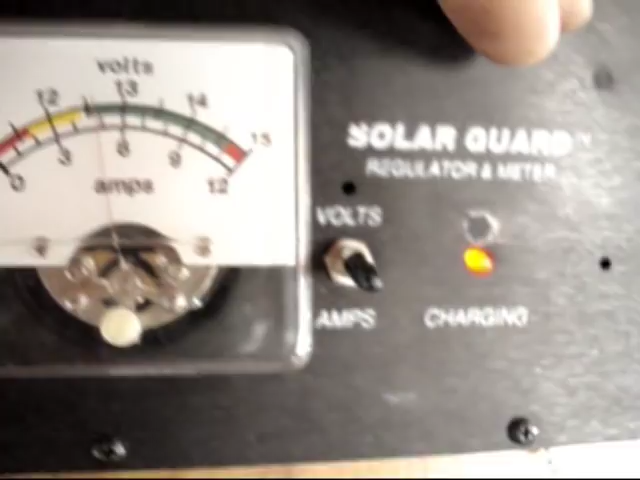 volts
12 13 14 15
0 3 6 9 12
amps
SOLAR GUARD
REGULATOR & METER
VOLTS
AMPS
CHARGING